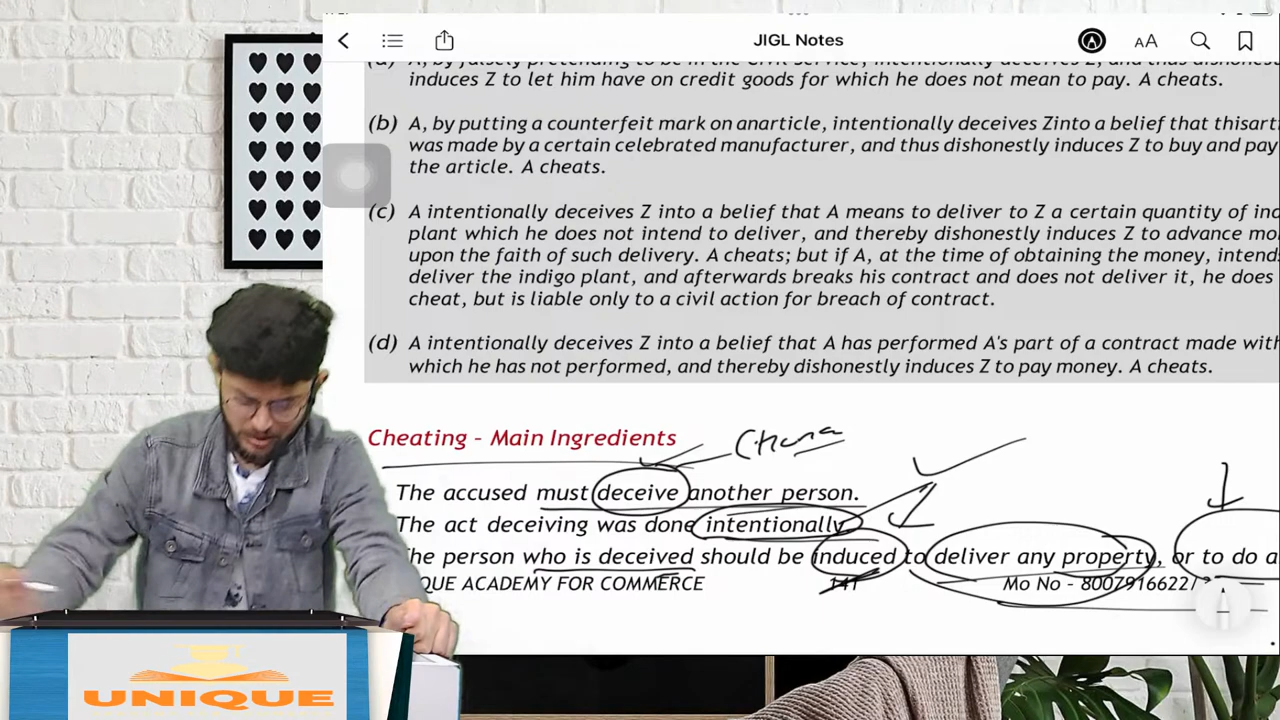 JIGL Notes
AA
induces Z to let him have on credit goods for which he does not mean to pay. A cheats.
(b) A, by putting a counterfeit mark on anarticle, intentionally deceives Zinto a belief that thisarti
was made by a certain celebrated manufacturer, and thus dishonestly induces Z to buy and pay
the article. A cheats.
(c) A intentionally deceives Z into a belief that A means to deliver to Z a certain quantity of ind
plant which he does not intend to deliver, and thereby dishonestly induces Z to advance mo
upon the faith of such delivery. A cheats; but if A, at the time of obtaining the money, intends
deliver the indigo plant, and afterwards breaks his contract and does not deliver it, he does
cheat, but is liable only to a civil action for breach of contract.
(d) A intentionally deceives Z into a belief that A has performed A's part of a contract made with
which he has not performed, and thereby dishonestly induces Z to pay money. A cheats.
Cheating – Main Ingredients
The accused must deceive another person.
The act deceiving was done intentionally.
The person who is deceived should be induced to deliver any property, or to do a
QUE ACADEMY FOR COMMERCE 141 Mo No - 8007916622/
UNIQUE